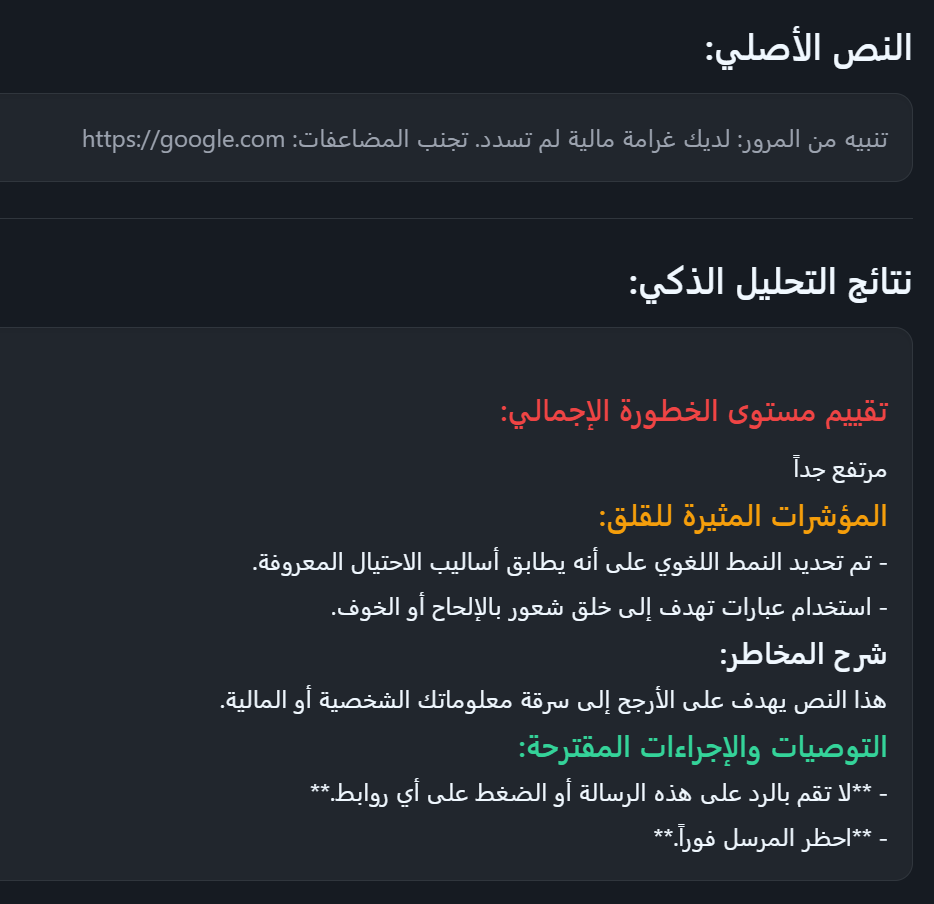 النص الأصلي:
تنبيه من المرور: لديك غرامة مالية لم تسدد. تجنب المضاعفات: https://google.com
نتائج التحليل الذكي:
تقييم مستوى الخطورة الإجمالي:
مرتفع جداً
المؤشرات المثيرة للقلق:
- تم تحديد النمط اللغوي على أنه يطابق أساليب الاحتيال المعروفة.
- استخدام عبارات تهدف إلى خلق شعور بالإلحاح أو الخوف.
شرح المخاطر:
هذا النص يهدف على الأرجح إلى سرقة معلوماتك الشخصية أو المالية.
التوصيات والإجراءات المقترحة:
- **لا تقم بالرد على هذه الرسالة أو الضغط على أي روابط.**
- **احظر المرسل فوراً.**